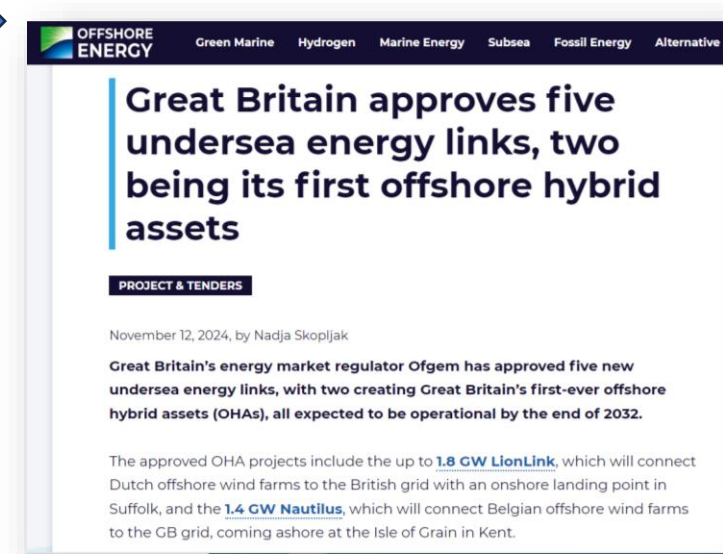 OFFSHORE
ENERGY
Green Marine Hydrogen Marine Energy Subsea Fossil Energy Alternative
Great Britain approves five
undersea energy links, two
being its first offshore hybrid
assets
PROJECT & TENDERS
November 12, 2024, by Nadja Skopljak
Great Britain's energy market regulator Ofgem has approved five new
undersea energy links, with two creating Great Britain's first-ever offshore
hybrid assets (OHAs), all expected to be operational by the end of 2032.
The approved OHA projects include the up to 1.8 GW LionLink, which will connect
Dutch offshore wind farms to the British grid with an onshore landing point in
Suffolk, and the 1.4 GW Nautilus, which will connect Belgian offshore wind farms
to the GB grid, coming ashore at the Isle of Grain in Kent.